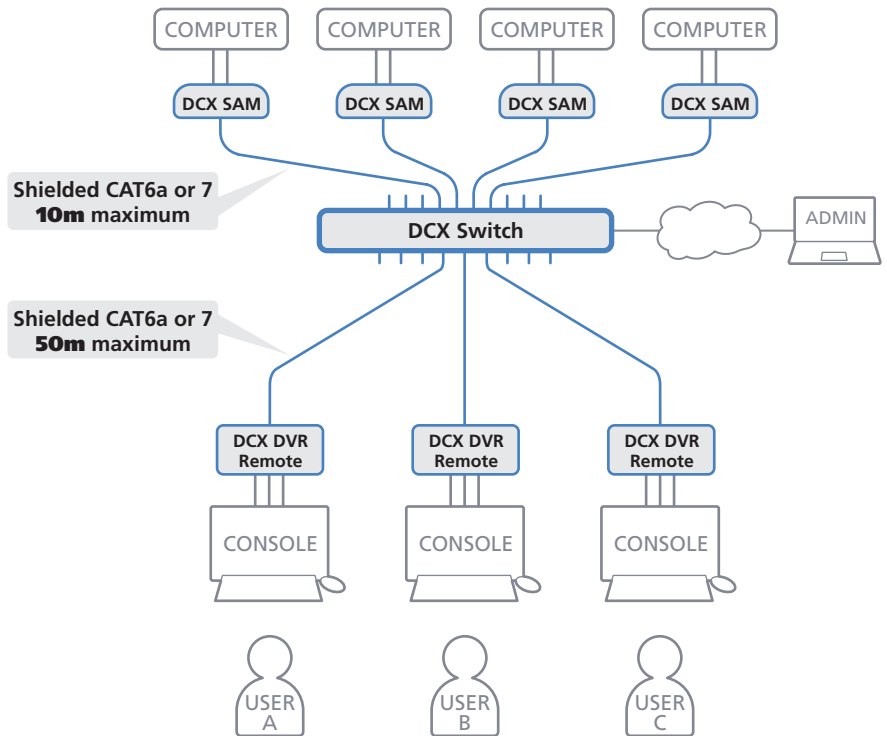 COMPUTER COMPUTER COMPUTER COMPUTER
DCX SAM DCX SAM DCX SAM DCX SAM
Shielded CAT6a or 7
10m maximum
DCX Switch
ADMIN
Shielded CAT6a or 7
50m maximum
DCX DVR
Remote
DCX DVR
Remote
DCX DVR
Remote
CONSOLE CONSOLE CONSOLE
USER
A
USER
B
USER
C